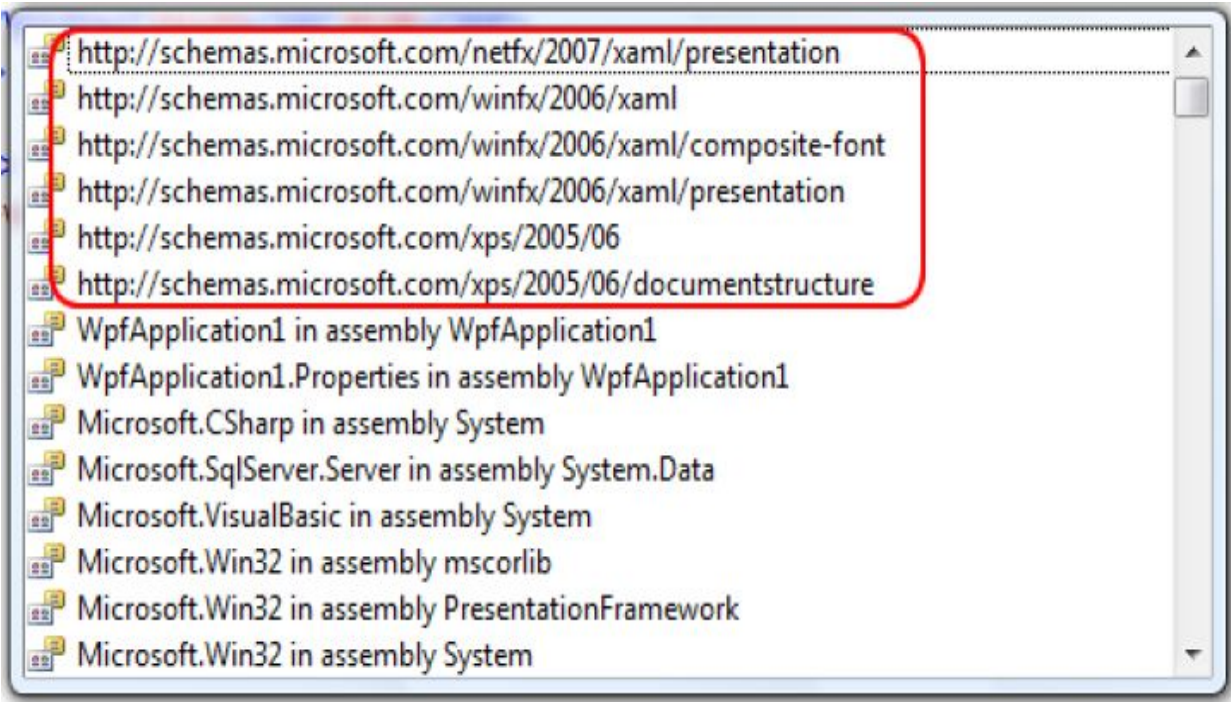 http://schemas.microsoft.com/netfx/2007/xaml/presentation
http://schemas.microsoft.com/winfx/2006/xaml
http://schemas.microsoft.com/winfx/2006/xaml/composite-font
http://schemas.microsoft.com/winfx/2006/xaml/presentation
http://schemas.microsoft.com/xps/2005/06
http://schemas.microsoft.com/xps/2005/06/documentstructure
WpfApplication1 in assembly WpfApplication1
WpfApplication1.Properties in assembly WpfApplication1
Microsoft.CSharp in assembly System
Microsoft.SqlServer.Server in assembly System.Data
Microsoft.VisualBasic in assembly System
Microsoft.Win32 in assembly mscorlib
Microsoft.Win32 in assembly PresentationFramework
Microsoft.Win32 in assembly System